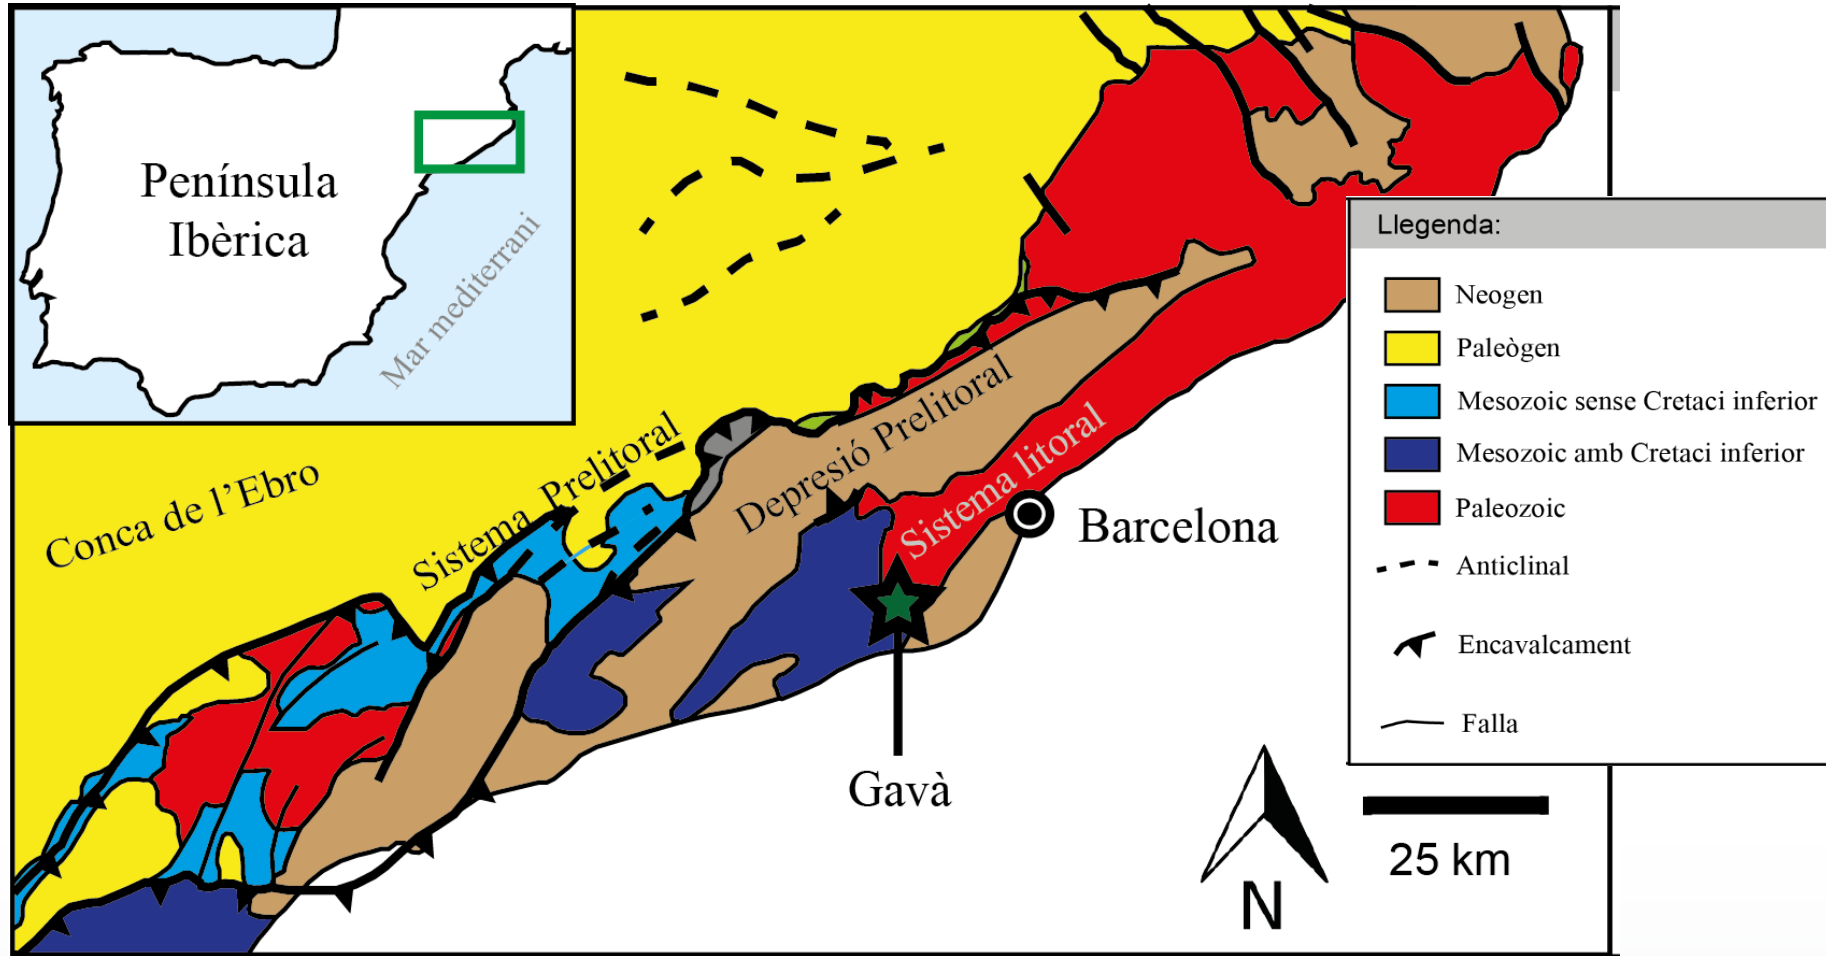 Península
Ibèrica
Mar mediterrani
Conca de l'Ebro
Sistema Prelitoral
Depresió Prelitoral
Sistema litoral
Barcelona
Gavà
Llegenda:
Neogen
Paleògen
Mesozoic sense Cretaci inferior
Mesozoic amb Cretaci inferior
Paleozoic
Anticlinal
Encavalcament
Falla
N
25 km